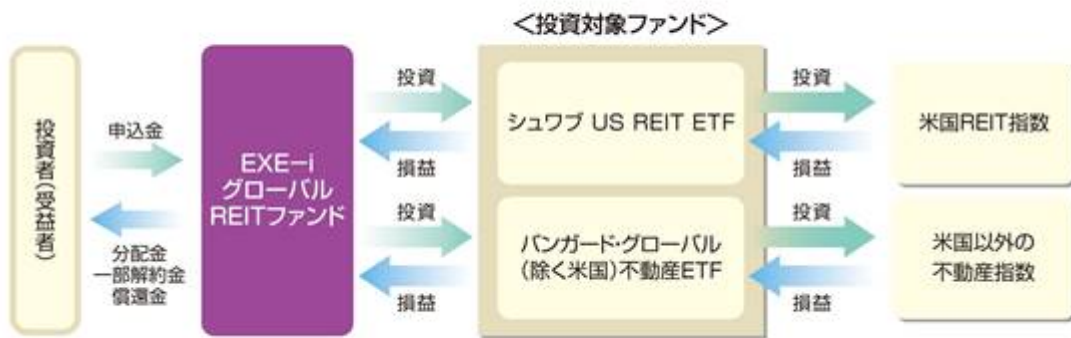 <投資対象ファンド>
投資者(受益者)
申込金
分配金
一部解約金
償還金
EXE-i
グローバル
REITファンド
投資
損益
投資
損益
シュワブ US REIT ETF
バンガード・グローバル
(除く米国)不動産ETF
投資
損益
投資
損益
米国REIT指数
米国以外の
不動産指数